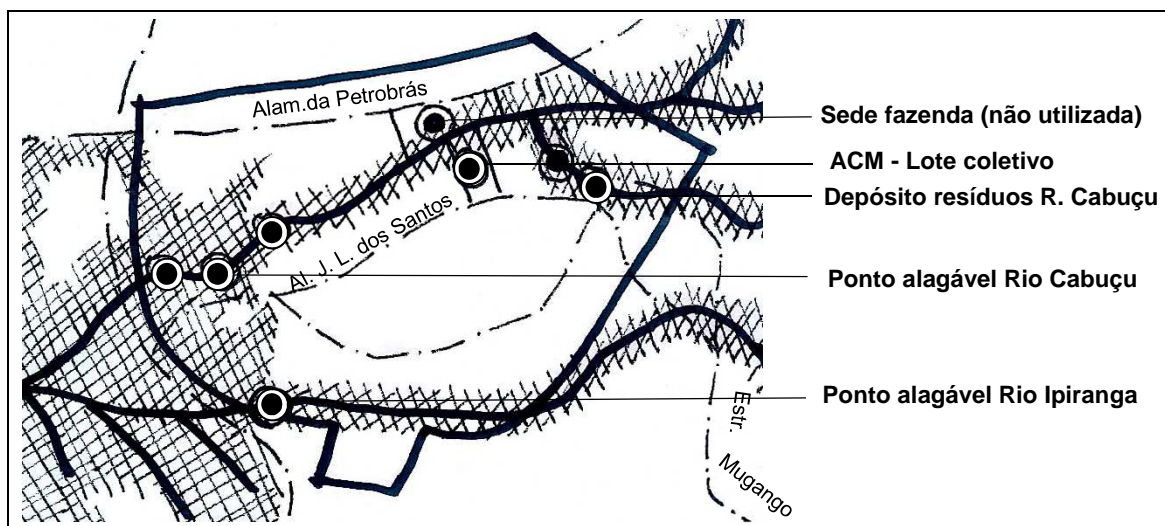 Alam.da Petrobrás
Al. J. L. dos Santos
Sede fazenda (não utilizada)
ACM - Lote coletivo
Depósito resíduos R. Cabuçu
Ponto alagável Rio Cabuçu
Ponto alagável Rio Ipiranga
Estr.
Mugango